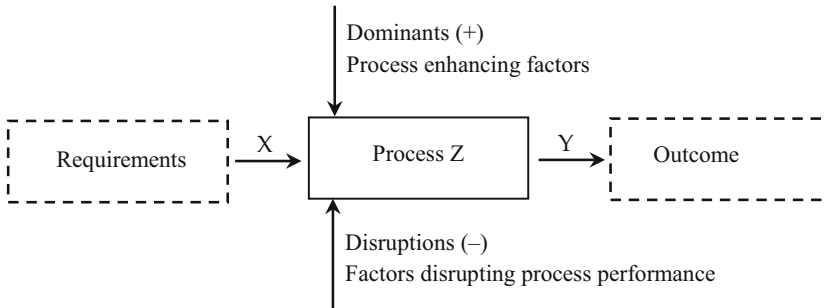 Dominants (+)
Process enhancing factors
Requirements
X
Process Z
Y
Outcome
Disruptions (–)
Factors disrupting process performance